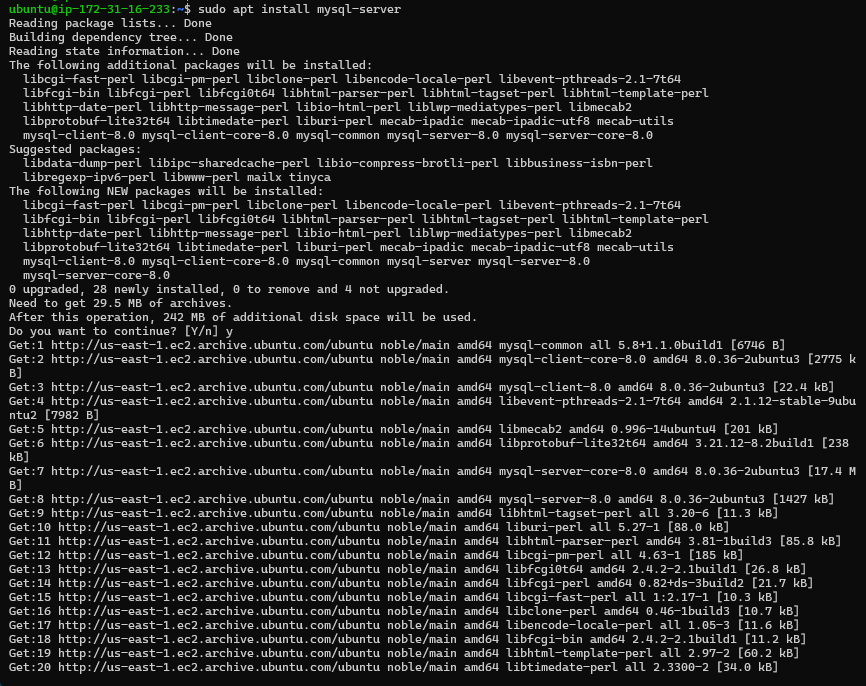 ubuntu@ip-172-31-16-233:~$ sudo apt install mysql-server
Reading package lists... Done
Building dependency tree... Done
Reading state information... Done
The following additional packages will be installed:
  libcgi-fast-perl libcgi-pm-perl libclone-perl libencode-locale-perl libevent-pthreads-2.1-7t64
  libfcgi-bin libfcgi-perl libfcgi0t64 libhtml-parser-perl libhtml-tagset-perl libhtml-template-perl
  libhttp-date-perl libhttp-message-perl libio-html-perl liblwp-mediatypes-perl libmecab2
  libprotobuf-lite32t64 libtimedate-perl liburi-perl mecab-ipadic mecab-ipadic-utf8 mecab-utils
  mysql-client-8.0 mysql-client-core-8.0 mysql-common mysql-server-8.0 mysql-server-core-8.0
Suggested packages:
  libdata-dump-perl libipc-sharedcache-perl libio-compress-brotli-perl libbusiness-isbn-perl
  libregexp-ipv6-perl libwww-perl mailx tinyca
The following NEW packages will be installed:
  libcgi-fast-perl libcgi-pm-perl libclone-perl libencode-locale-perl libevent-pthreads-2.1-7t64
  libfcgi-bin libfcgi-perl libfcgi0t64 libhtml-parser-perl libhtml-tagset-perl libhtml-template-perl
  libhttp-date-perl libhttp-message-perl libio-html-perl liblwp-mediatypes-perl libmecab2
  libprotobuf-lite32t64 libtimedate-perl liburi-perl mecab-ipadic mecab-ipadic-utf8 mecab-utils
  mysql-client-8.0 mysql-client-core-8.0 mysql-common mysql-server mysql-server-8.0
  mysql-server-core-8.0
0 upgraded, 28 newly installed, 0 to remove and 4 not upgraded.
Need to get 29.5 MB of archives.
After this operation, 242 MB of additional disk space will be used.
Do you want to continue? [Y/n] y
Get:1 http://us-east-1.ec2.archive.ubuntu.com/ubuntu noble/main amd64 mysql-common all 5.8+1.1.0build1 [6746 B]
Get:2 http://us-east-1.ec2.archive.ubuntu.com/ubuntu noble/main amd64 mysql-client-core-8.0 amd64 8.0.36-2ubuntu3 [2775 k
B]
Get:3 http://us-east-1.ec2.archive.ubuntu.com/ubuntu noble/main amd64 mysql-client-8.0 amd64 8.0.36-2ubuntu3 [22.4 kB]
Get:4 http://us-east-1.ec2.archive.ubuntu.com/ubuntu noble/main amd64 libevent-pthreads-2.1-7t64 amd64 2.1.12-stable-9ubu
ntu2 [7982 B]
Get:5 http://us-east-1.ec2.archive.ubuntu.com/ubuntu noble/main amd64 libmecab2 amd64 0.996-14ubuntu4 [201 kB]
Get:6 http://us-east-1.ec2.archive.ubuntu.com/ubuntu noble/main amd64 libprotobuf-lite32t64 amd64 3.21.12-8.2build1 [238
kB]
Get:7 http://us-east-1.ec2.archive.ubuntu.com/ubuntu noble/main amd64 mysql-server-core-8.0 amd64 8.0.36-2ubuntu3 [17.4 M
B]
Get:8 http://us-east-1.ec2.archive.ubuntu.com/ubuntu noble/main amd64 mysql-server-8.0 amd64 8.0.36-2ubuntu3 [1427 kB]
Get:9 http://us-east-1.ec2.archive.ubuntu.com/ubuntu noble/main amd64 libhtml-tagset-perl all 3.20-6 [11.3 kB]
Get:10 http://us-east-1.ec2.archive.ubuntu.com/ubuntu noble/main amd64 liburi-perl all 5.27-1 [88.0 kB]
Get:11 http://us-east-1.ec2.archive.ubuntu.com/ubuntu noble/main amd64 libhtml-parser-perl amd64 3.81-1build3 [85.8 kB]
Get:12 http://us-east-1.ec2.archive.ubuntu.com/ubuntu noble/main amd64 libcgi-pm-perl all 4.63-1 [185 kB]
Get:13 http://us-east-1.ec2.archive.ubuntu.com/ubuntu noble/main amd64 libfcgi0t64 amd64 2.4.2-2.1build1 [26.8 kB]
Get:14 http://us-east-1.ec2.archive.ubuntu.com/ubuntu noble/main amd64 libfcgi-perl amd64 0.82+ds-3build2 [21.7 kB]
Get:15 http://us-east-1.ec2.archive.ubuntu.com/ubuntu noble/main amd64 libcgi-fast-perl all 1:2.17-1 [10.3 kB]
Get:16 http://us-east-1.ec2.archive.ubuntu.com/ubuntu noble/main amd64 libclone-perl amd64 0.46-1build3 [10.7 kB]
Get:17 http://us-east-1.ec2.archive.ubuntu.com/ubuntu noble/main amd64 libencode-locale-perl all 1.05-3 [11.6 kB]
Get:18 http://us-east-1.ec2.archive.ubuntu.com/ubuntu noble/main amd64 libfcgi-bin amd64 2.4.2-2.1build1 [11.2 kB]
Get:19 http://us-east-1.ec2.archive.ubuntu.com/ubuntu noble/main amd64 libhtml-template-perl all 2.97-2 [60.2 kB]
Get:20 http://us-east-1.ec2.archive.ubuntu.com/ubuntu noble/main amd64 libtimedate-perl all 2.3300-2 [34.0 kB]